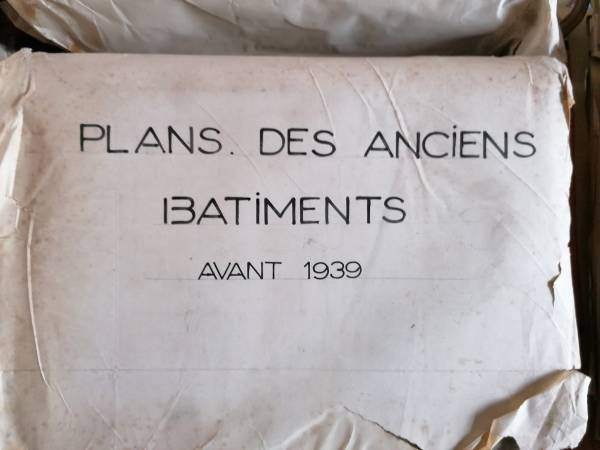 PLANS. DES ANCiENS
BATiMENTS
AVANT 1939